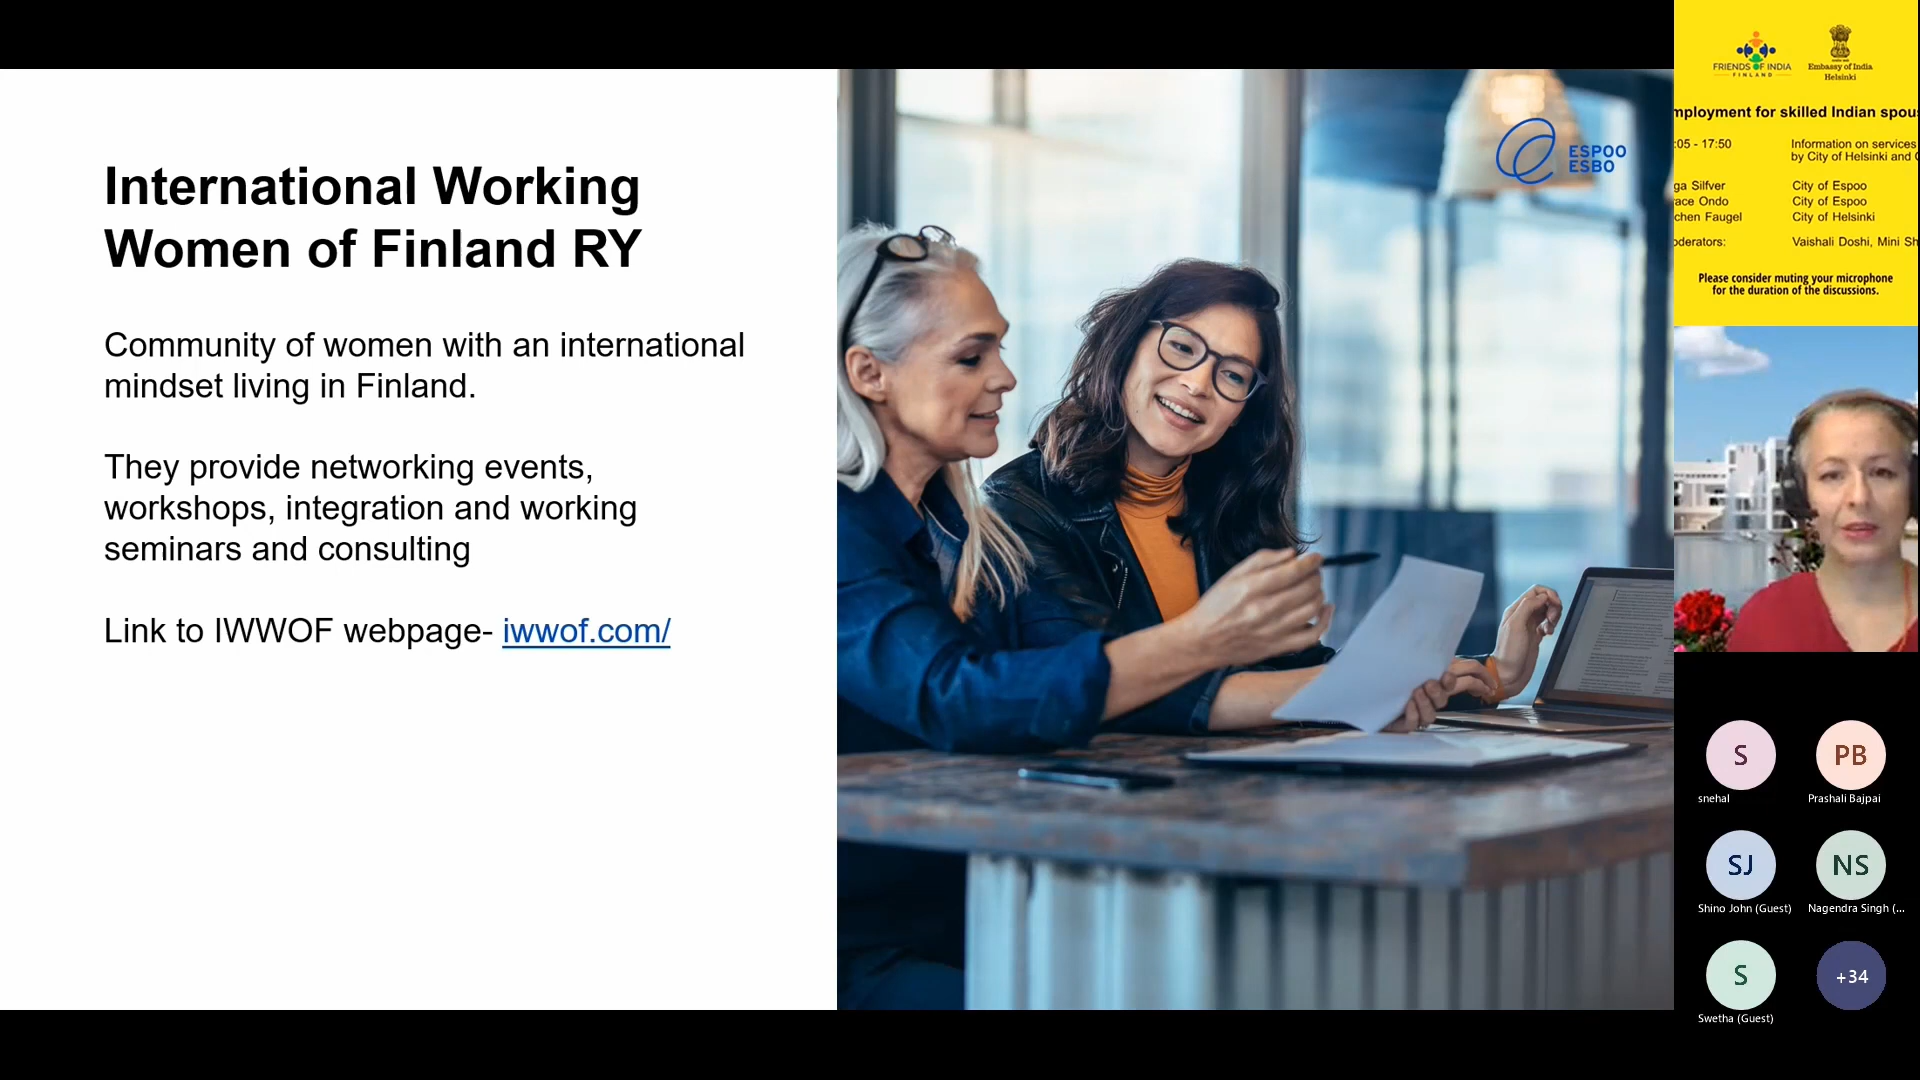 International Working
Women of Finland RY
Community of women with an international
mindset living in Finland.
They provide networking events,
workshops, integration and working
seminars and consulting
Link to IWWOF webpage- iwwof.com/
ESPOO
ESBO
FRIENDS OF INDIA
FINLAND
Embassy of India
Helsinki
mployment for skilled Indian spou
:05 - 17:50
Information on services
by City of Helsinki and
ga Silfver
City of Espoo
ace Ondo
City of Espoo
chen Faugel
City of Helsinki
oderators:
Vaishali Doshi, Mini Sh
Please consider muting your microphone
for the duration of the discussions.
S
PB
snehal
Prashali Bajpai
SJ
NS
Shino John (Guest)
Nagendra Singh (...
S
+34
Swetha (Guest)